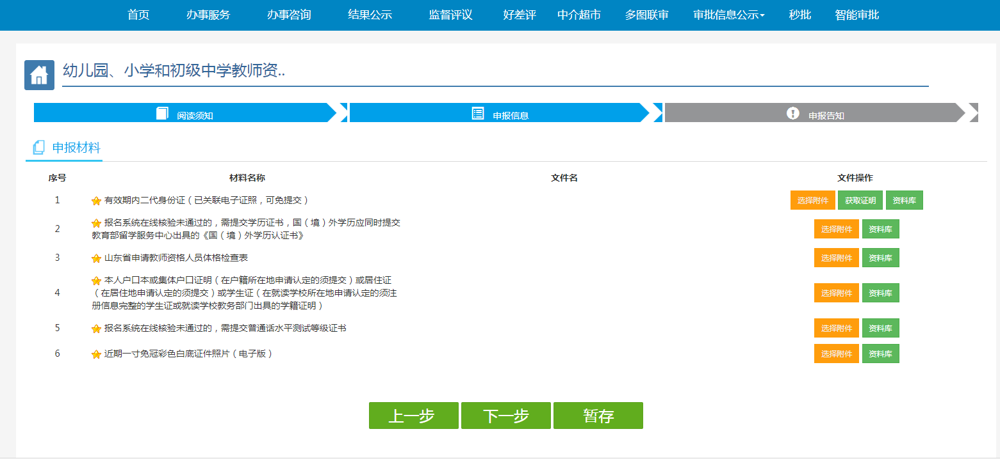 首页 办事服务 办事咨询 结果公示 监督评议 好差评 中介超市 多图联审 审批信息公示 秒批 智能审批
幼儿园、小学和初级中学教师资..
阅读须知 申报信息 申报告知
申报材料
序号 材料名称 文件名 文件操作
1 有效期内二代身份证（已关联电子证照，可免提交） 选择附件 获取证明 资料库
2 报名系统在线核验未通过的，需提交学历证书，国（境）外学历应同时提交
教育部留学服务中心出具的《国（境）外学历认证书》 选择附件 资料库
3 山东省申请教师资格人员体格检查表 选择附件 资料库
4 本人户口本或集体户口证明（在户籍所在地申请认定的须提交）或居住证
（在居住地申请认定的须提交）或学生证（在就读学校所在地申请认定的须注
册信息完整的学生证或就读学校教务部门出具的学籍证明） 选择附件 资料库
5 报名系统在线核验未通过的，需提交普通话水平测试等级证书 选择附件 资料库
6 近期一寸免冠彩色白底证件照片（电子版） 选择附件 资料库
上一步 下一步 暂存